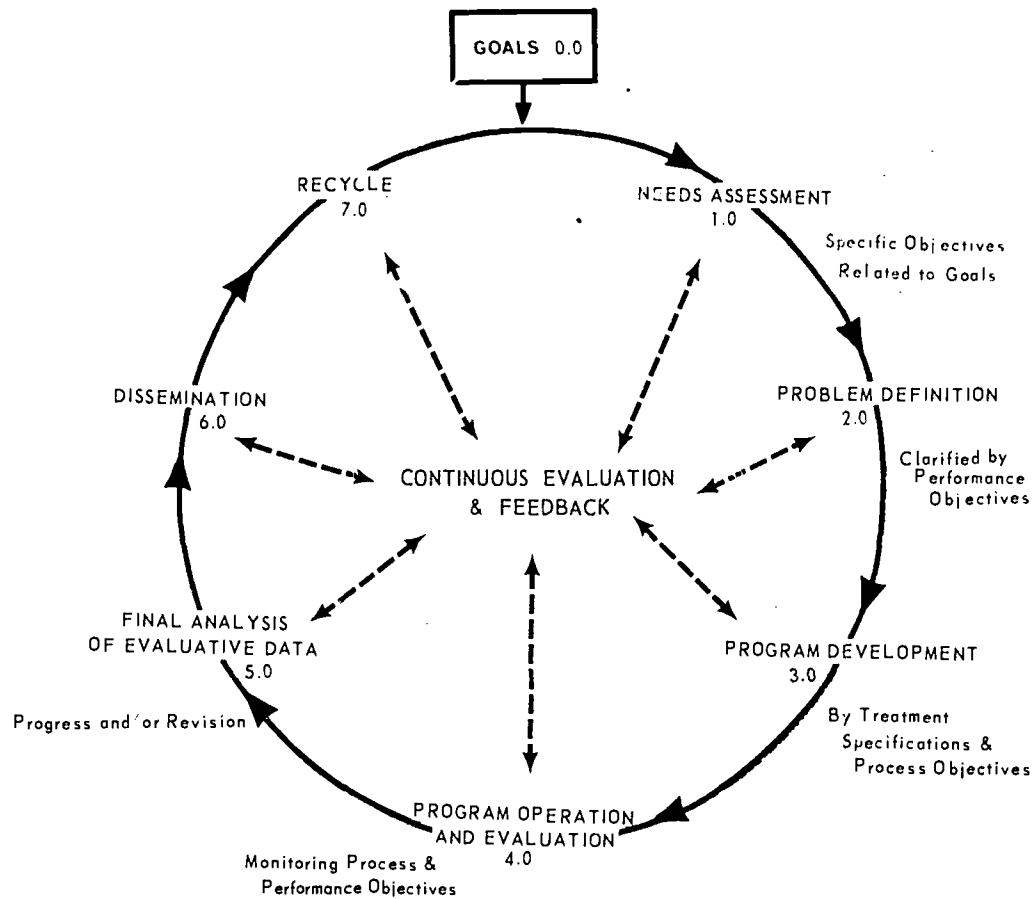 GOALS 0.0
RECYCLE
7.0
NEEDS ASSESSMENT
1.0
Specific Objectives
Related to Goals
DISSEMINATION
6.0
PROBLEM DEFINITION
2.0
Clarified by
Performance
Objectives
CONTINUOUS EVALUATION
& FEEDBACK
FINAL ANALYSIS
OF EVALUATIVE DATA
5.0
PROGRAM DEVELOPMENT
3.0
Progress and/or Revision
By Treatment
Specifications &
Process Objectives
PROGRAM OPERATION
AND EVALUATION
4.0
Monitoring Process &
Performance Objectives